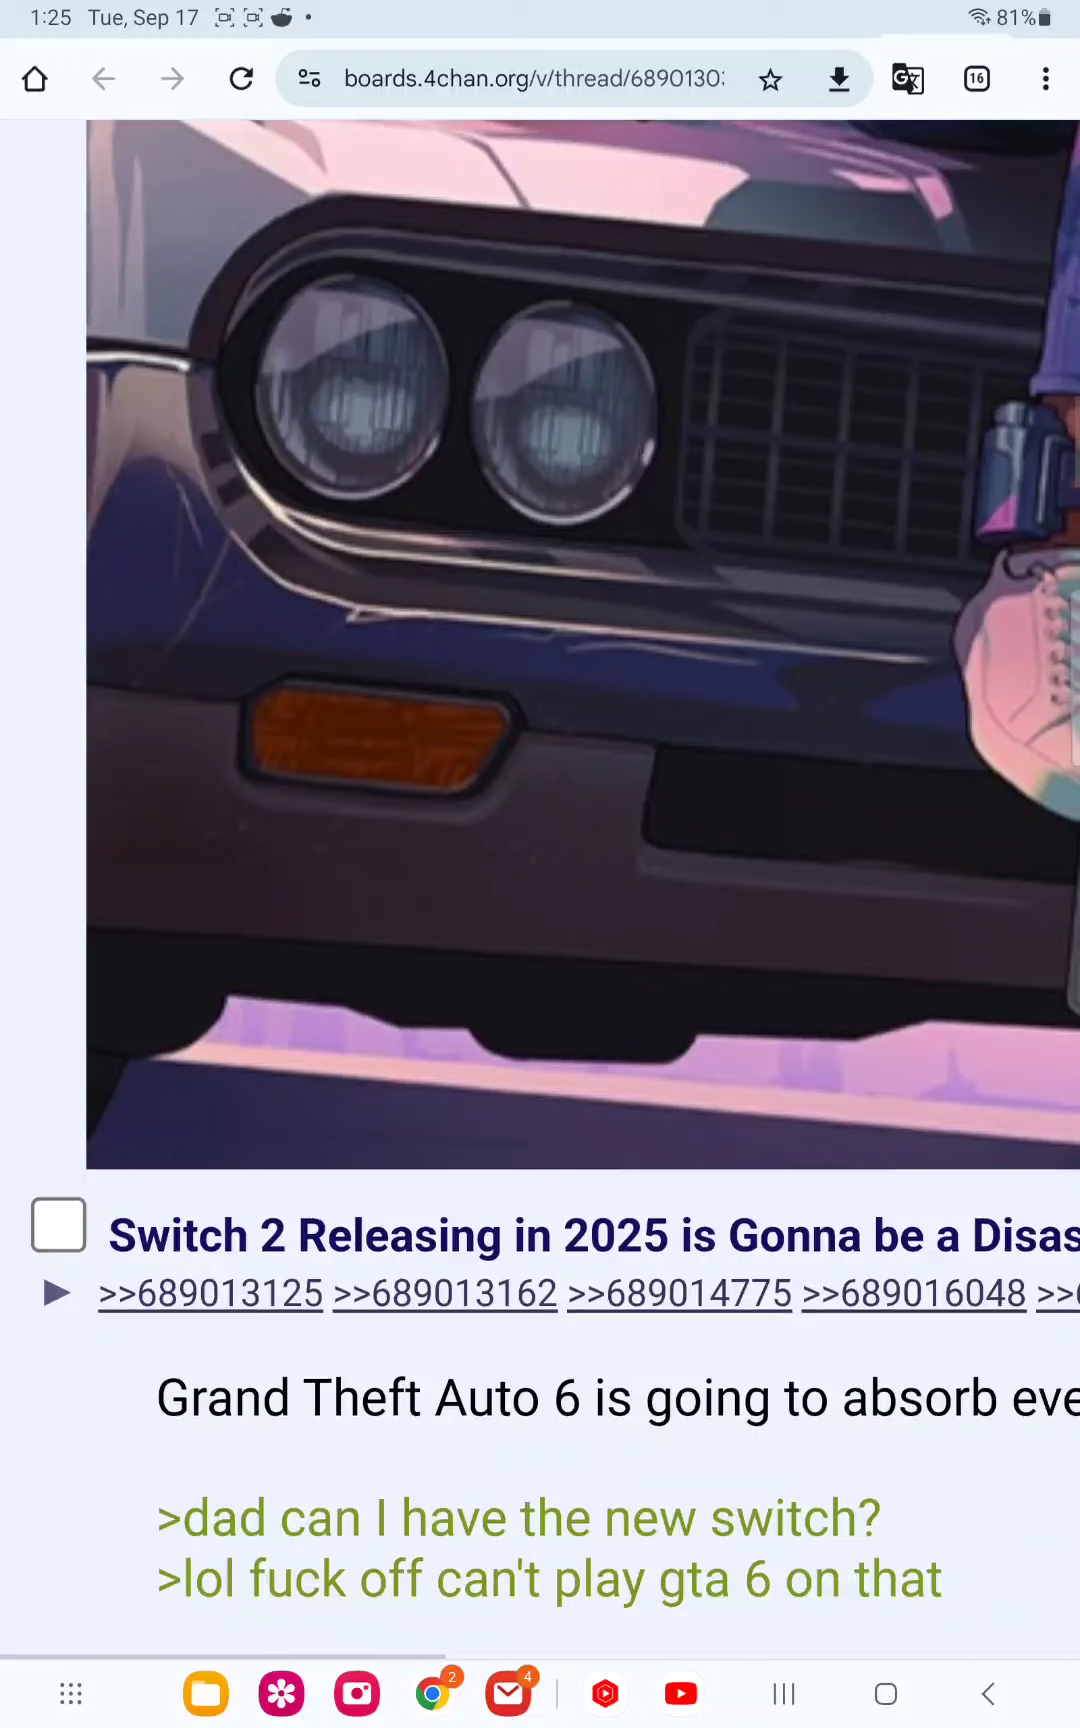 1:25 Tue, Sep 17 81%
boards.4chan.org/v/thread/6890130
16
Switch 2 Releasing in 2025 is Gonna be a Disas
>>689013125 >>689013162 >>689014775 >>689016048 >>
Grand Theft Auto 6 is going to absorb eve
>dad can I have the new switch?
>lol fuck off can't play gta 6 on that
2 4